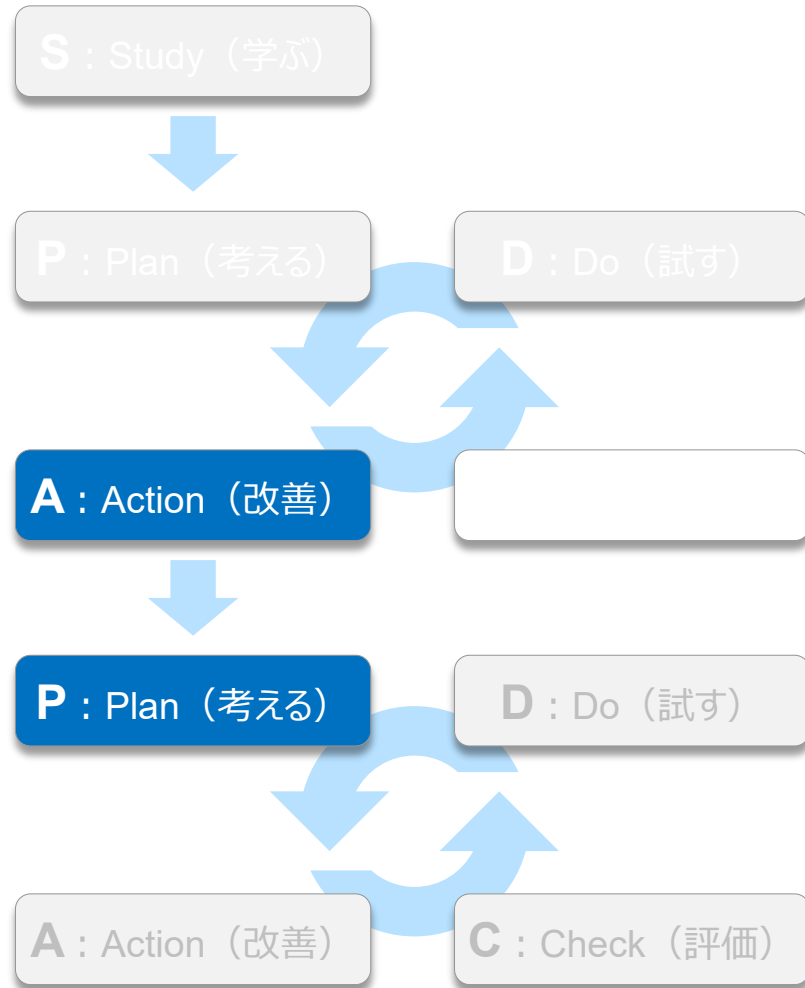 S：Study（学ぶ）
P：Plan（考える）
D：Do（試す）
A：Action（改善）
P：Plan（考える）
D：Do（試す）
A：Action（改善）
C：Check（評価）